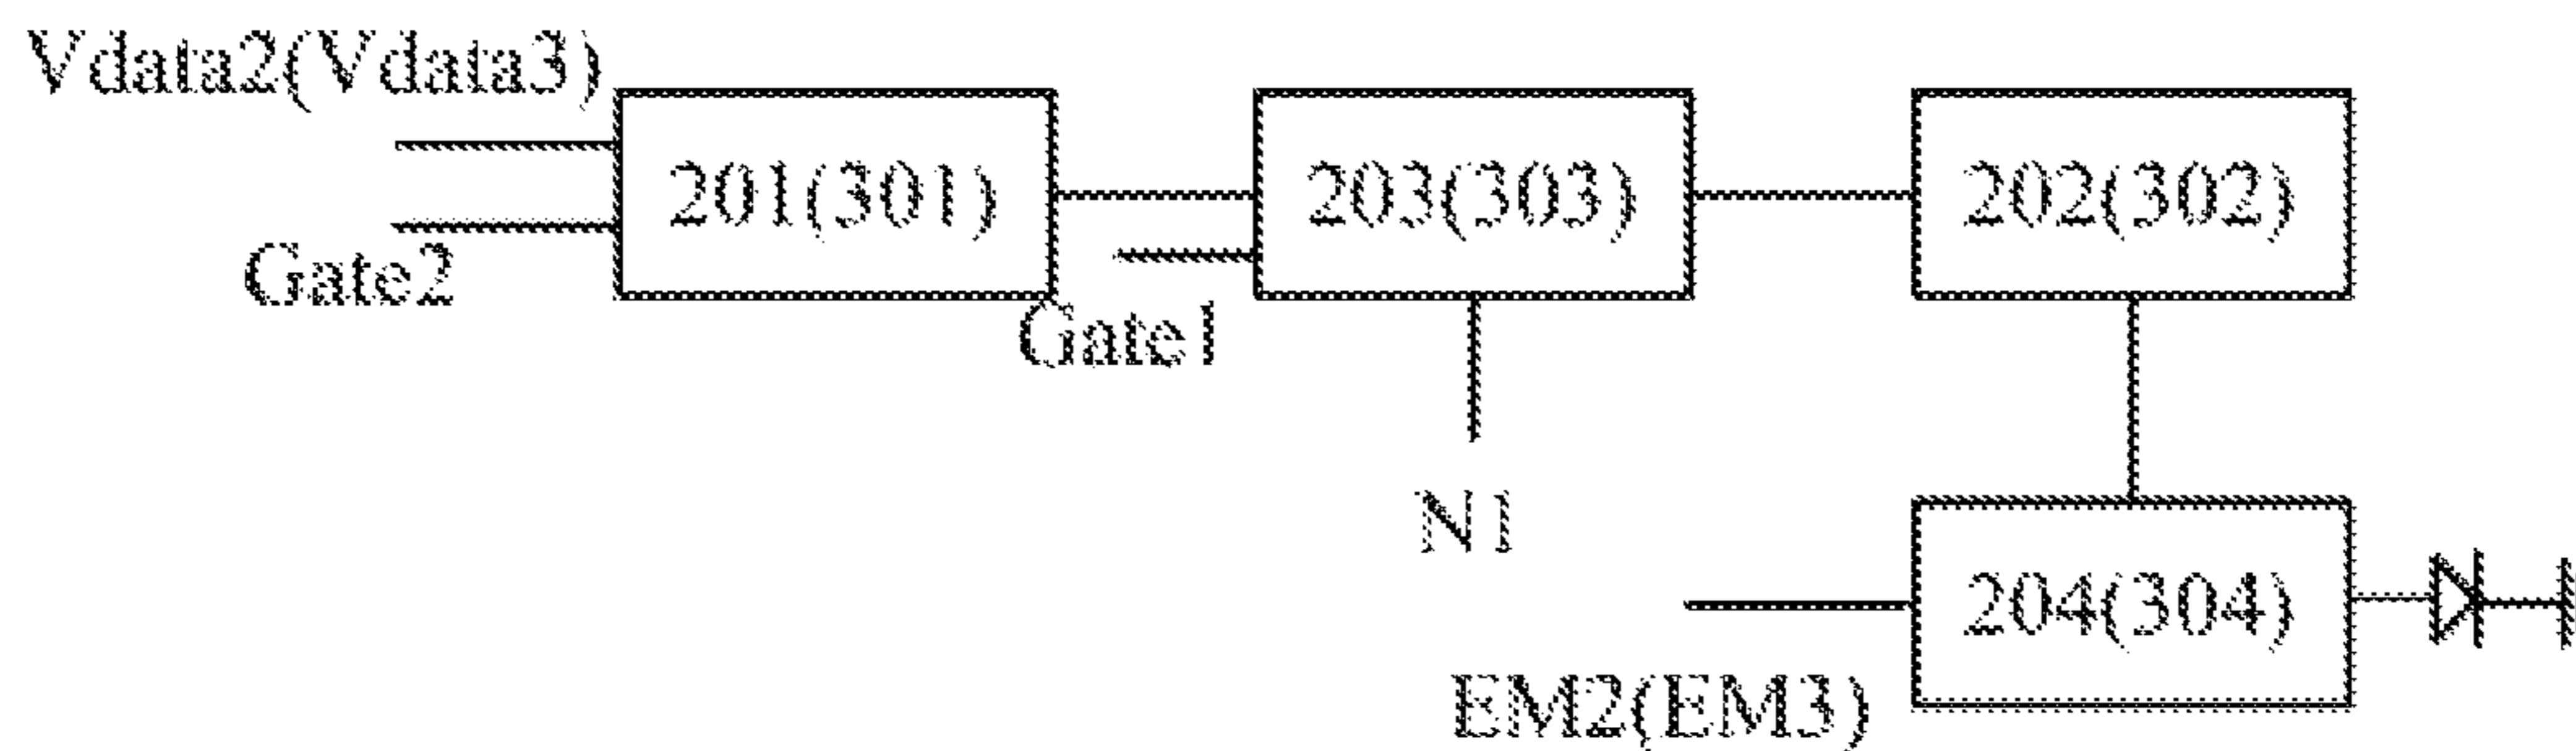 Vdata2(Vdata3)
201(301)
203(303)
202(302)
Gate2
Gate1
N1
204(304)
EM2(EM3)